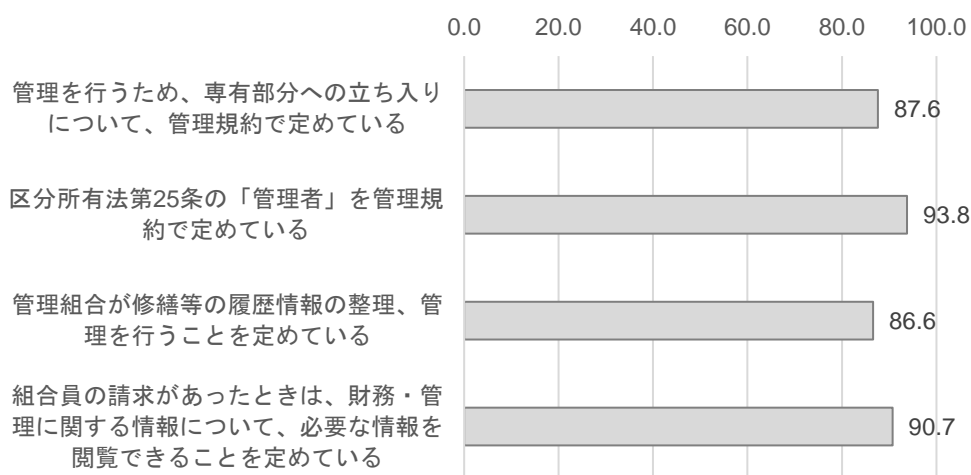 0.0 20.0 40.0 60.0 80.0 100.0
管理を行うため、専有部分への立ち入り
について、管理規約で定めている
87.6
区分所有法第25条の「管理者」を管理規
約で定めている
93.8
管理組合が修繕等の履歴情報の整理、管
理を行うことを定めている
86.6
組合員の請求があったときは、財務・管
理に関する情報について、必要な情報を
閲覧できることを定めている
90.7